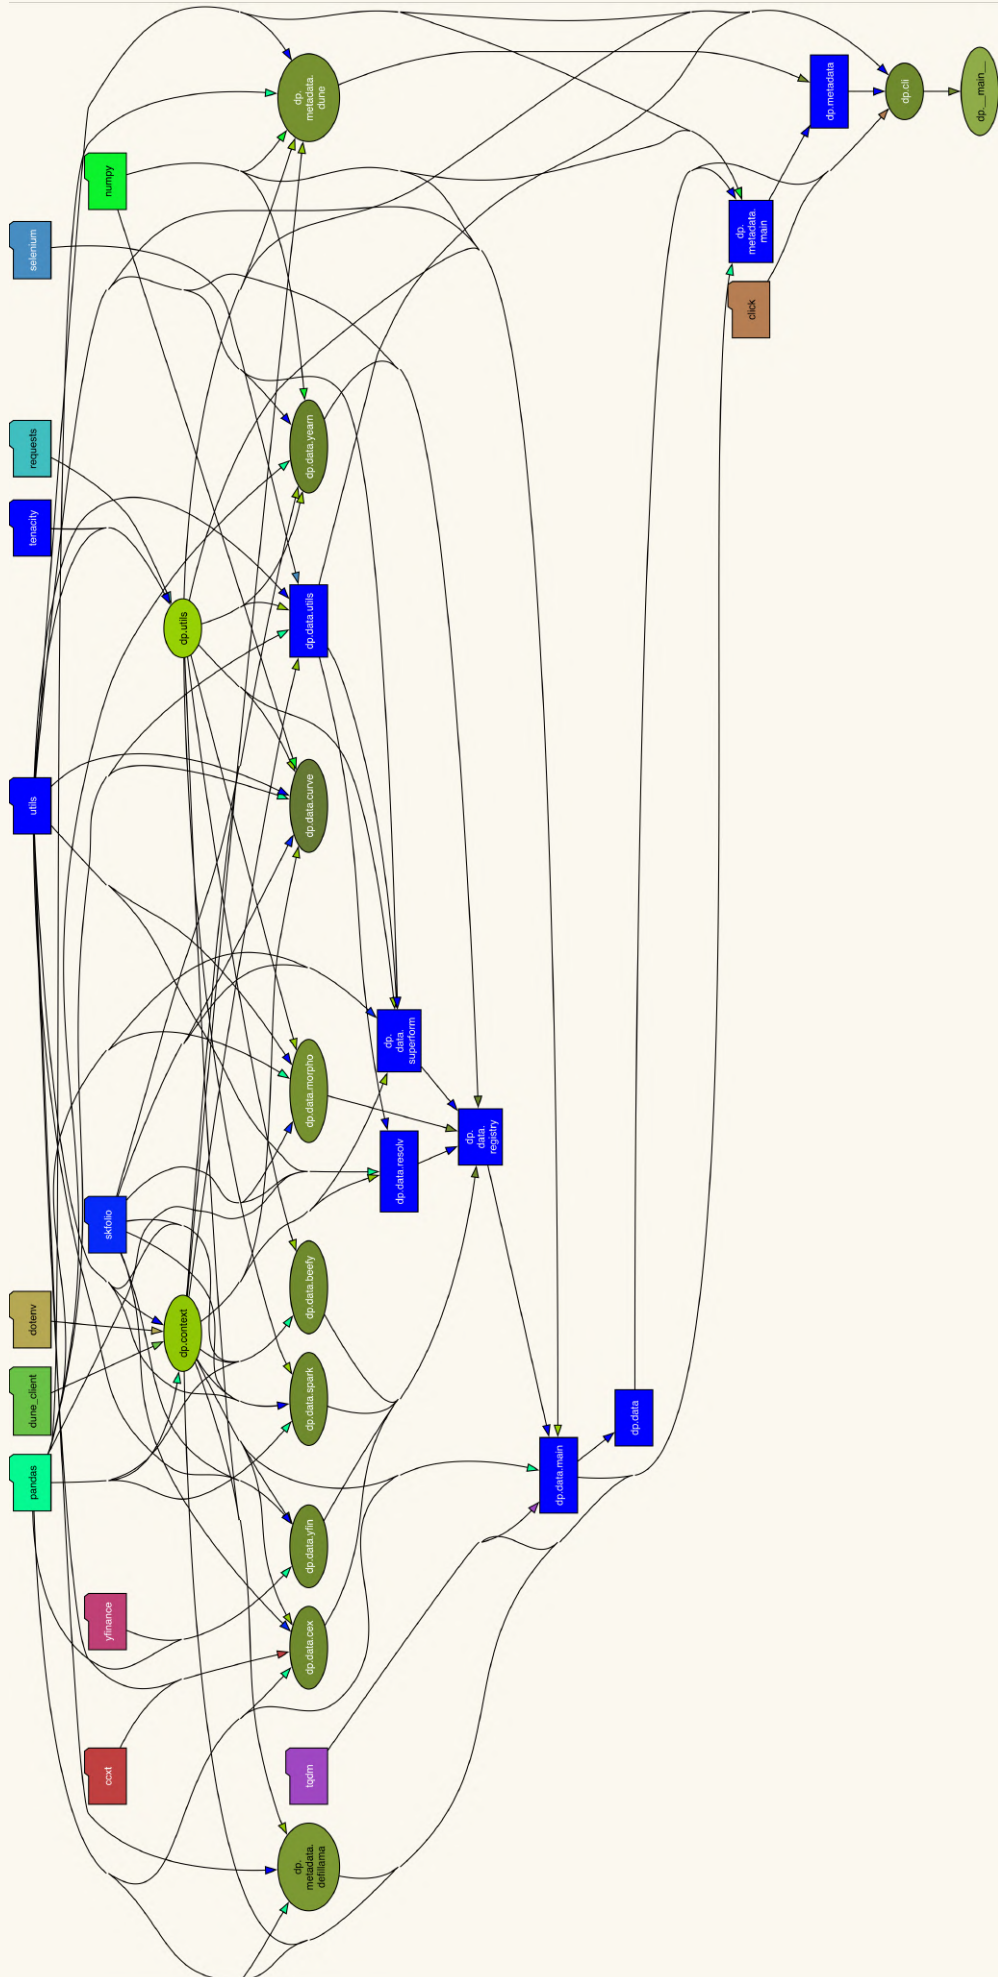 dp.
metadata.
dune
dp.metadata
dp.cli
dp.__main__
numpy
selenium
dp.
metadata.
main
click
requests
dp.data.yearn
tenacity
dp.utils
dp.data.utils
utils
dp.data.curve
dp.
data.
superform
dp.data.morpho
dp.
data.
registry
dp.data.resolv
skfolio
dotenv
dp.context
dp.data.beefy
dune_client
dp.data.spark
dp.data
pandas
dp.data.main
dp.data.yfin
yfinance
dp.data.cex
ccxt
tqdm
dp.
metadata.
defillama